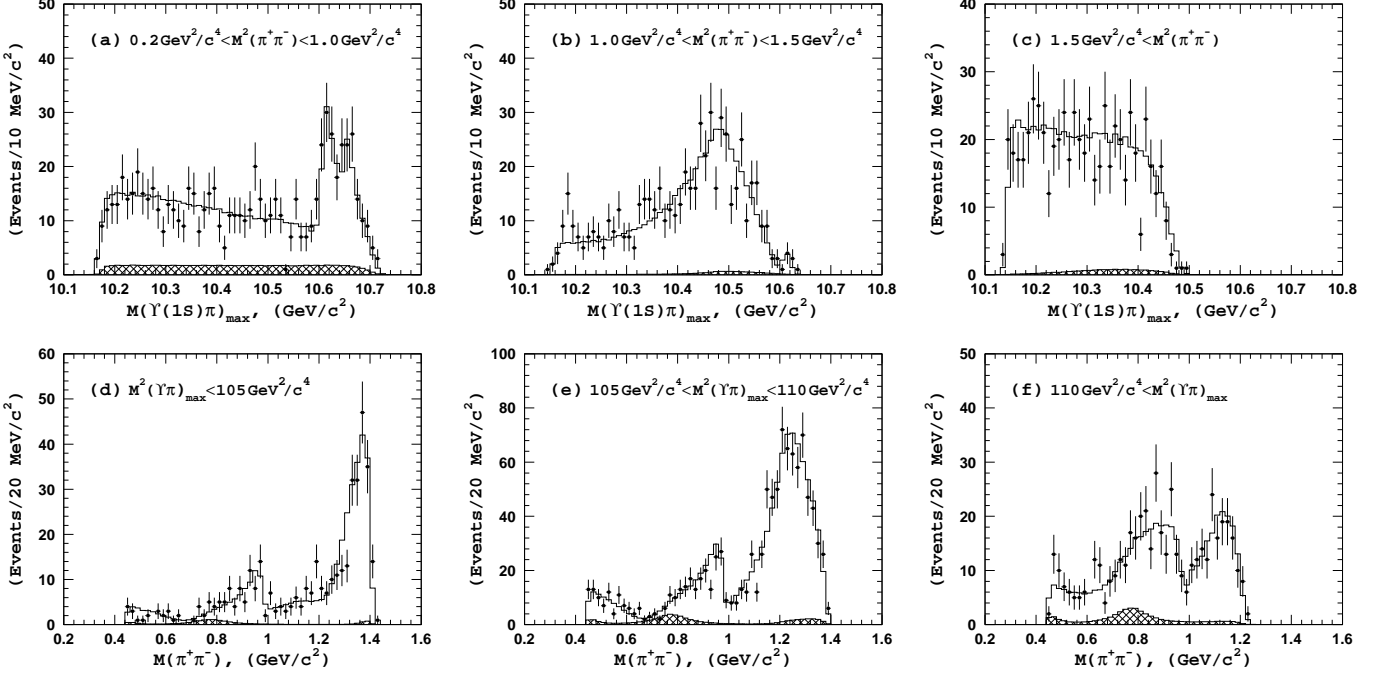 (a) 0.2GeV²/c⁴<M²(π⁺π⁻)<1.0GeV²/c⁴
(Events/10 MeV/c²)
50
40
30
20
10
0
10.1 10.2 10.3 10.4 10.5 10.6 10.7 10.8
M(ϒ(1S)π)max, (GeV/c²)
(b) 1.0GeV²/c⁴<M²(π⁺π⁻)<1.5GeV²/c⁴
(Events/10 MeV/c²)
50
40
30
20
10
0
10.1 10.2 10.3 10.4 10.5 10.6 10.7 10.8
M(ϒ(1S)π)max, (GeV/c²)
(c) 1.5GeV²/c⁴<M²(π⁺π⁻)
(Events/10 MeV/c²)
40
30
20
10
0
10.1 10.2 10.3 10.4 10.5 10.6 10.7 10.8
M(ϒ(1S)π)max, (GeV/c²)
(d) M²(ϒπ)max<105GeV²/c⁴
(Events/20 MeV/c²)
60
50
40
30
20
10
0
0.2 0.4 0.6 0.8 1 1.2 1.4 1.6
M(π⁺π⁻), (GeV/c²)
(e) 105GeV²/c⁴<M²(ϒπ)max<110GeV²/c⁴
(Events/20 MeV/c²)
100
80
60
40
20
0
0.2 0.4 0.6 0.8 1 1.2 1.4 1.6
M(π⁺π⁻), (GeV/c²)
(f) 110GeV²/c⁴<M²(ϒπ)max
(Events/20 MeV/c²)
50
40
30
20
10
0
0.2 0.4 0.6 0.8 1 1.2 1.4 1.6
M(π⁺π⁻), (GeV/c²)